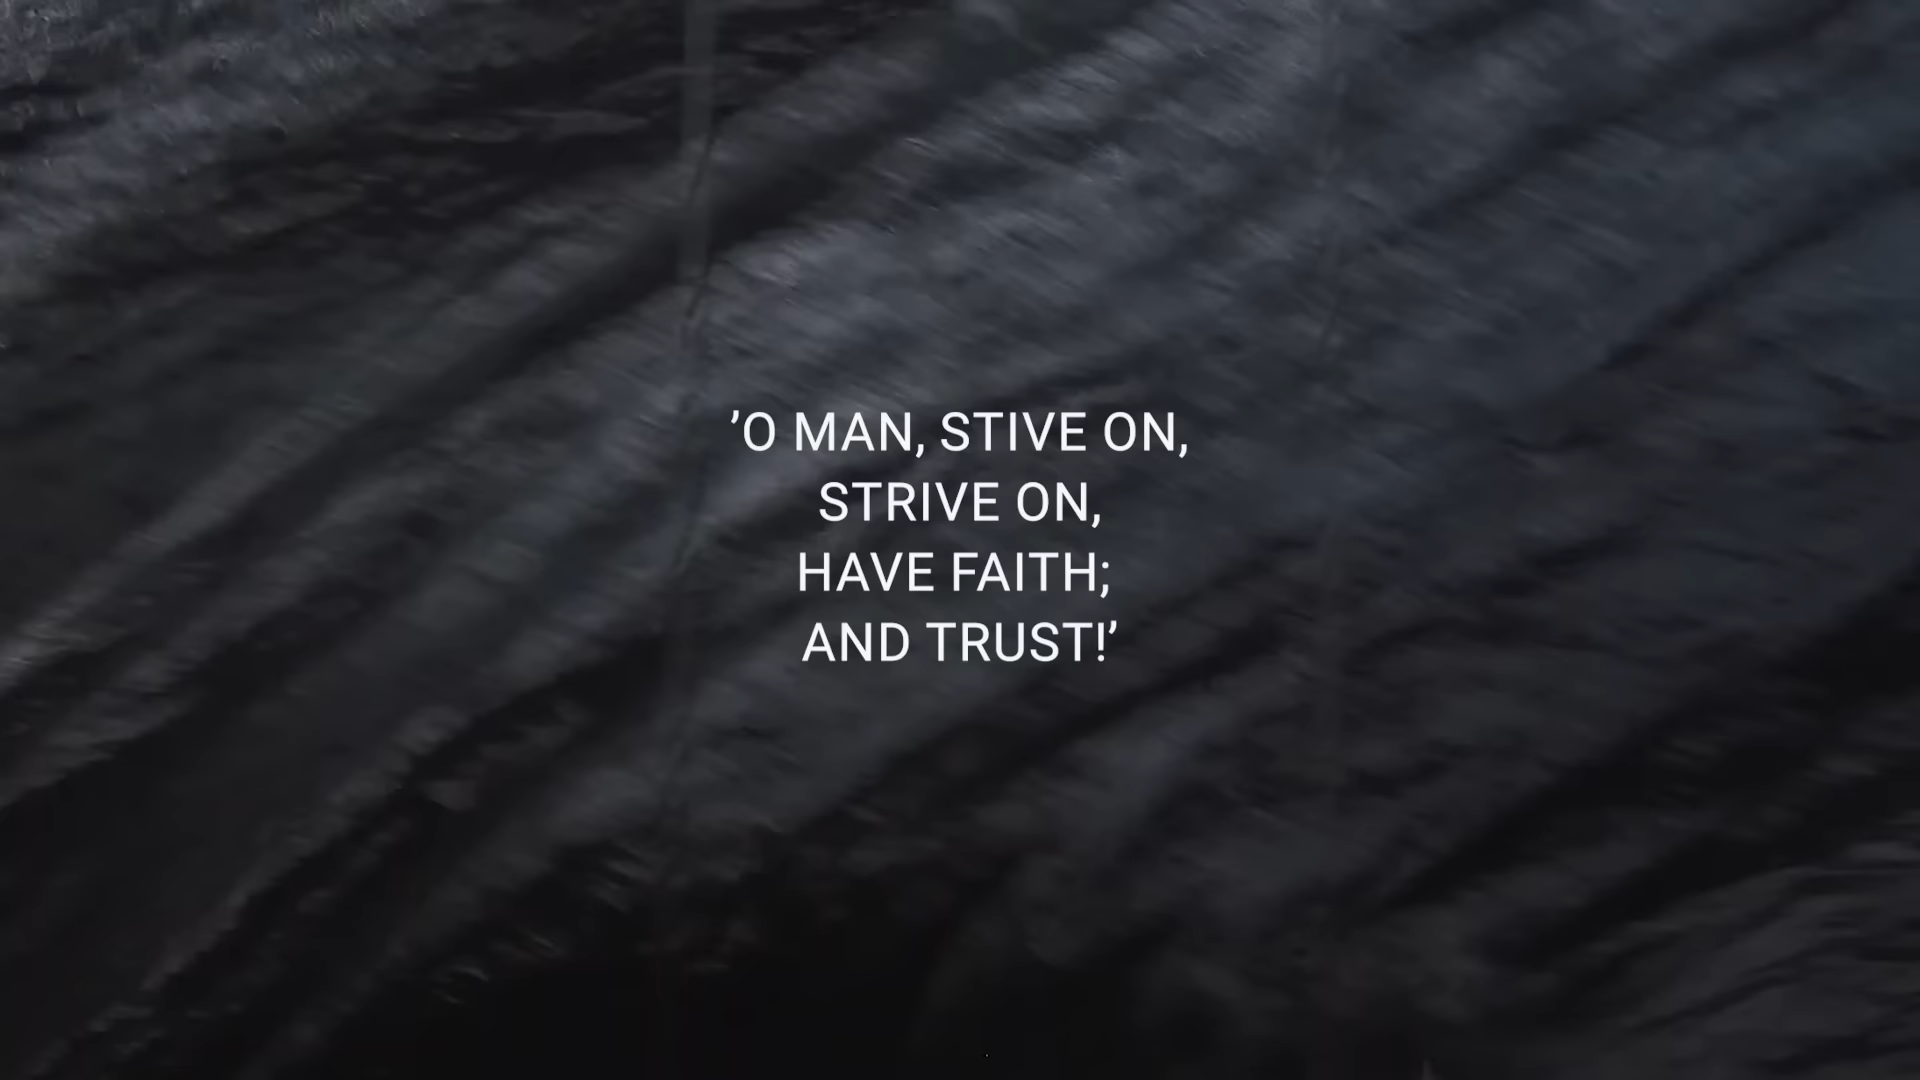 ’O MAN, STIVE ON,
STRIVE ON,
HAVE FAITH;
AND TRUST!’